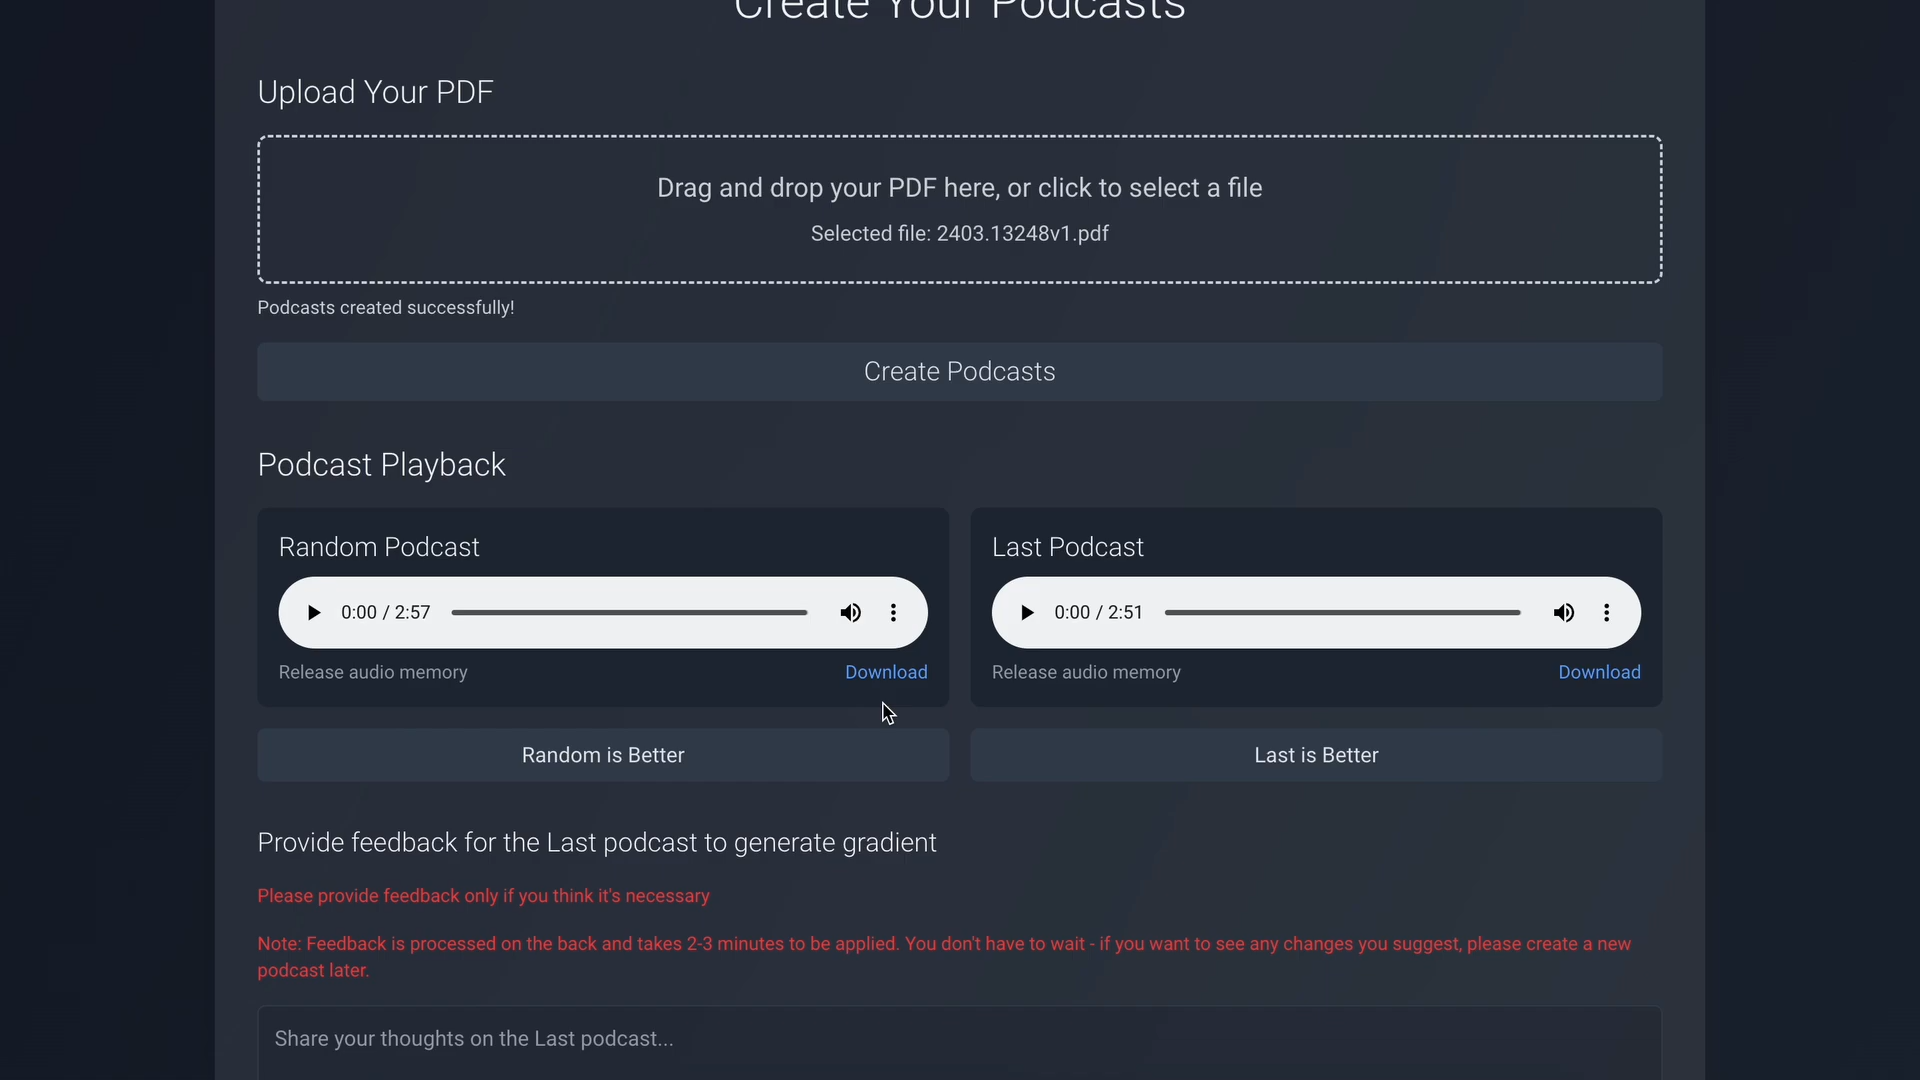 Create Your Podcasts
Upload Your PDF
Drag and drop your PDF here, or click to select a file
Selected file: 2403.13248v1.pdf
Podcasts created successfully!
Create Podcasts
Podcast Playback
Random Podcast
0:00 / 2:57
Release audio memory
Download
Last Podcast
0:00 / 2:51
Release audio memory
Download
Random is Better
Last is Better
Provide feedback for the Last podcast to generate gradient
Please provide feedback only if you think it's necessary
Note: Feedback is processed on the back and takes 2-3 minutes to be applied. You don't have to wait - if you want to see any changes you suggest, please create a new
podcast later.
Share your thoughts on the Last podcast...